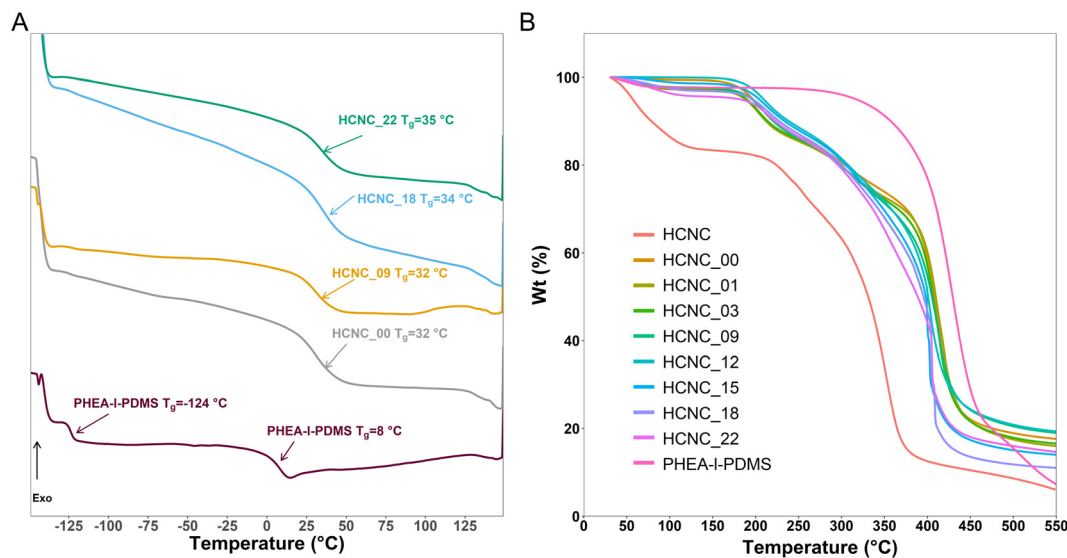 A
HCNC_22 Tg=35 °C
HCNC_18 Tg=34 °C
HCNC_09 Tg=32 °C
HCNC_00 Tg=32 °C
PHEA-I-PDMS Tg=-124 °C
PHEA-I-PDMS Tg=8 °C
Exo
-125 -100 -75 -50 -25 0 25 50 75 100 125
Temperature (°C)
B
Wt (%)
100
80
60
40
20
0
HCNC
HCNC_00
HCNC_01
HCNC_03
HCNC_09
HCNC_12
HCNC_15
HCNC_18
HCNC_22
PHEA-I-PDMS
0 50 100 150 200 250 300 350 400 450 500 550
Temperature (°C)